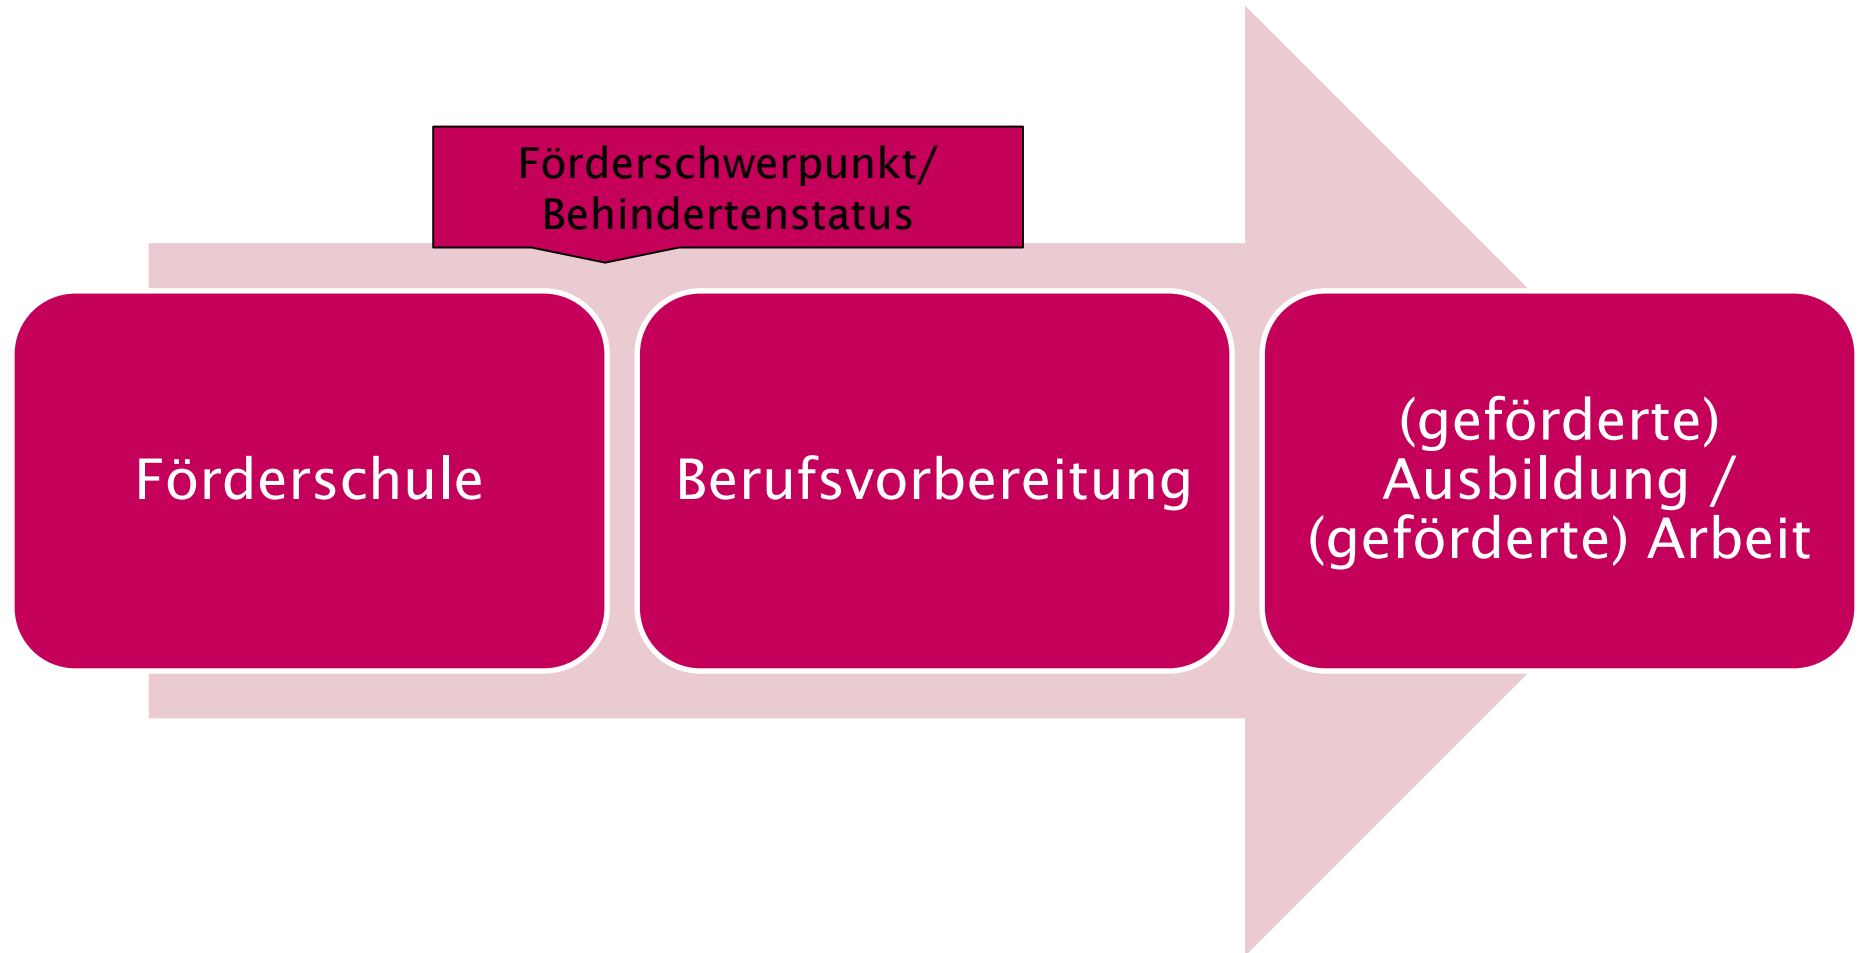 Förderschwerpunkt/
Behindertenstatus
Förderschule
Berufsvorbereitung
(geförderte)
Ausbildung /
(geförderte) Arbeit